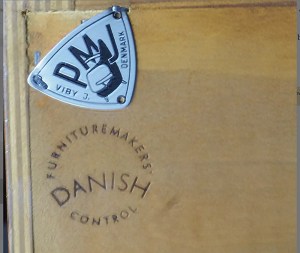 PMJ
VIBY J.
DENMARK
FURNITUREMAKERS'
DANISH
CONTROL